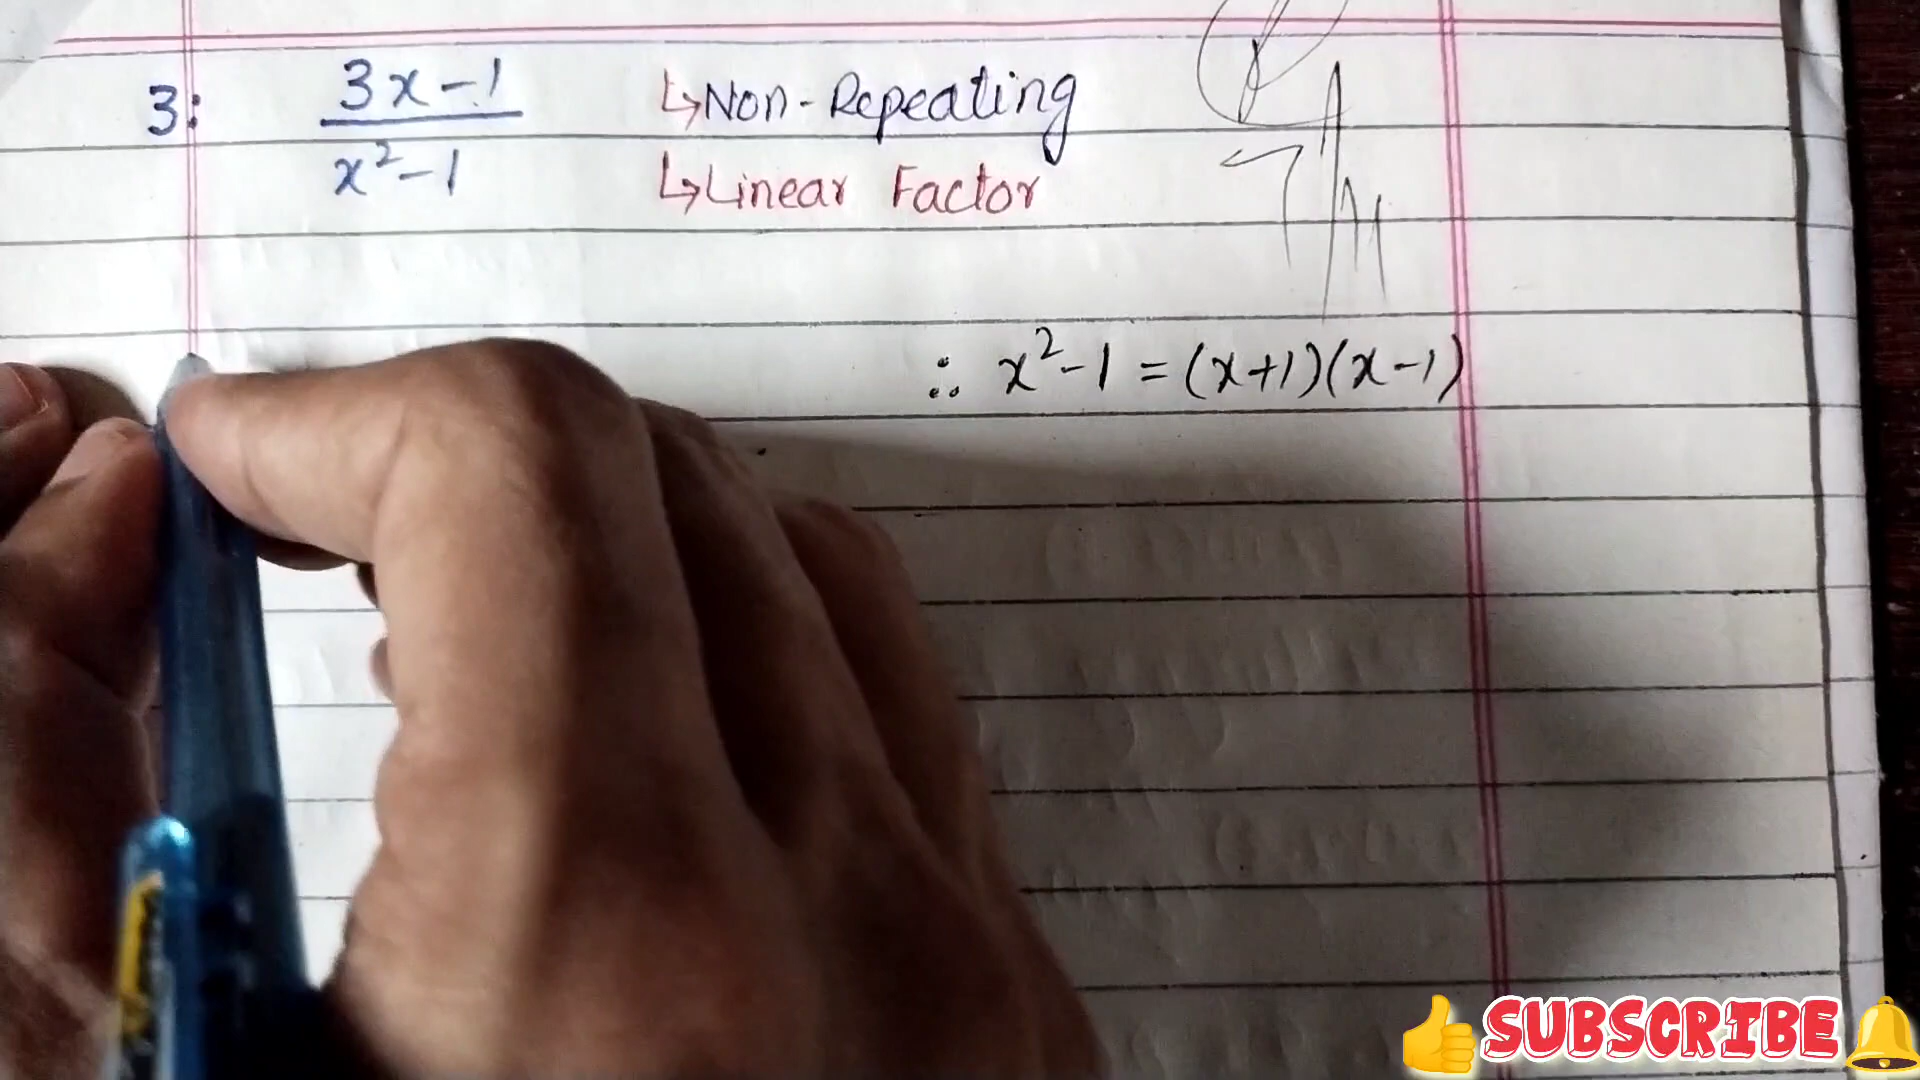 3: 3x-1 ↳Non-Repeating
x²-1 ↳Linear Factor
∴ x²-1 = (x+1)(x-1)
SUBSCRIBE